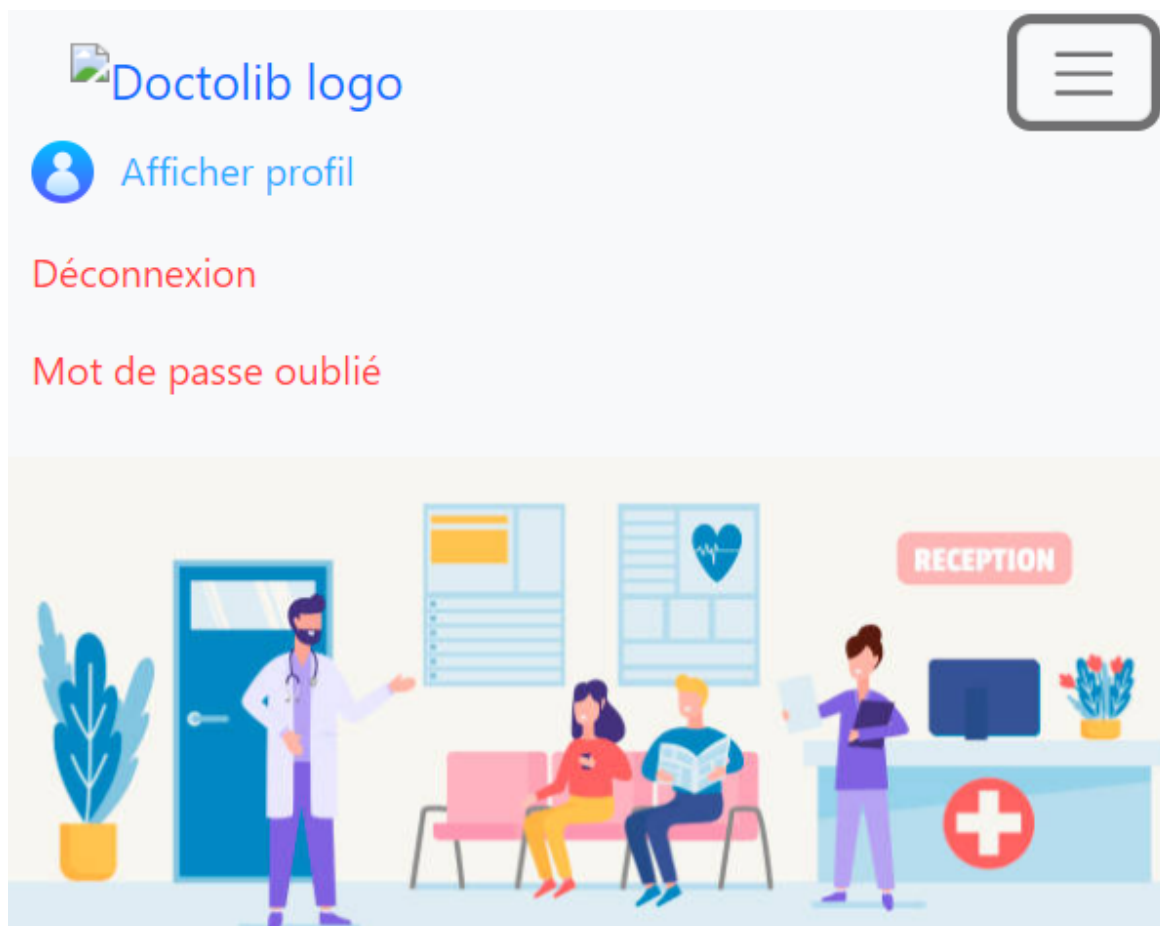 Doctolib logo
Afficher profil
Déconnexion
Mot de passe oublié
RECEPTION